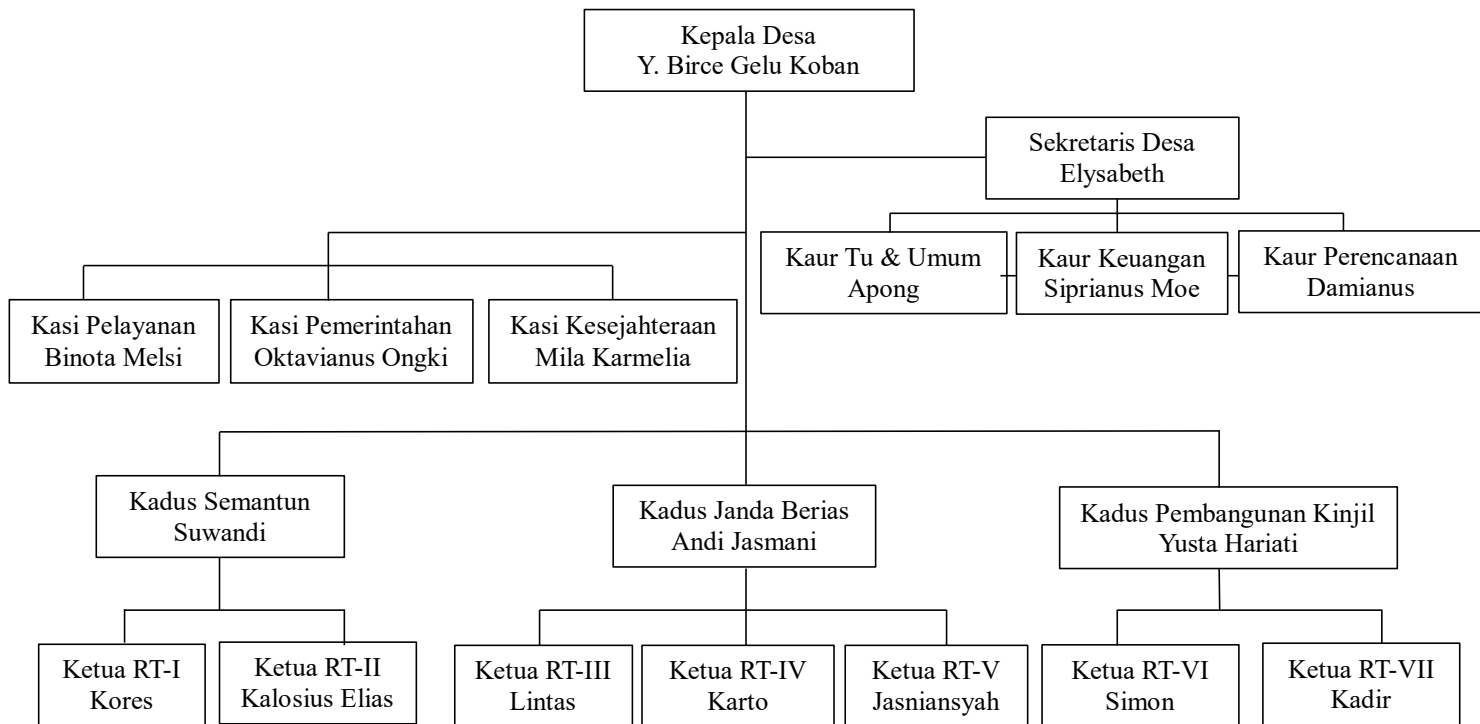 Kepala Desa
Y. Birce Gelu Koban
Sekretaris Desa
Elysabeth
Kaur Tu & Umum
Apong
Kaur Keuangan
Siprianus Moe
Kaur Perencanaan
Damianus
Kasi Pelayanan
Binota Melsi
Kasi Pemerintahan
Oktavianus Ongki
Kasi Kesejahteraan
Mila Karmelia
Kadus Semantun
Suwandi
Kadus Janda Berias
Andi Jasmani
Kadus Pembangunan Kinjil
Yusta Hariati
Ketua RT-I
Kores
Ketua RT-II
Kalosius Elias
Ketua RT-III
Lintas
Ketua RT-IV
Karto
Ketua RT-V
Jasniansyah
Ketua RT-VI
Simon
Ketua RT-VII
Kadir